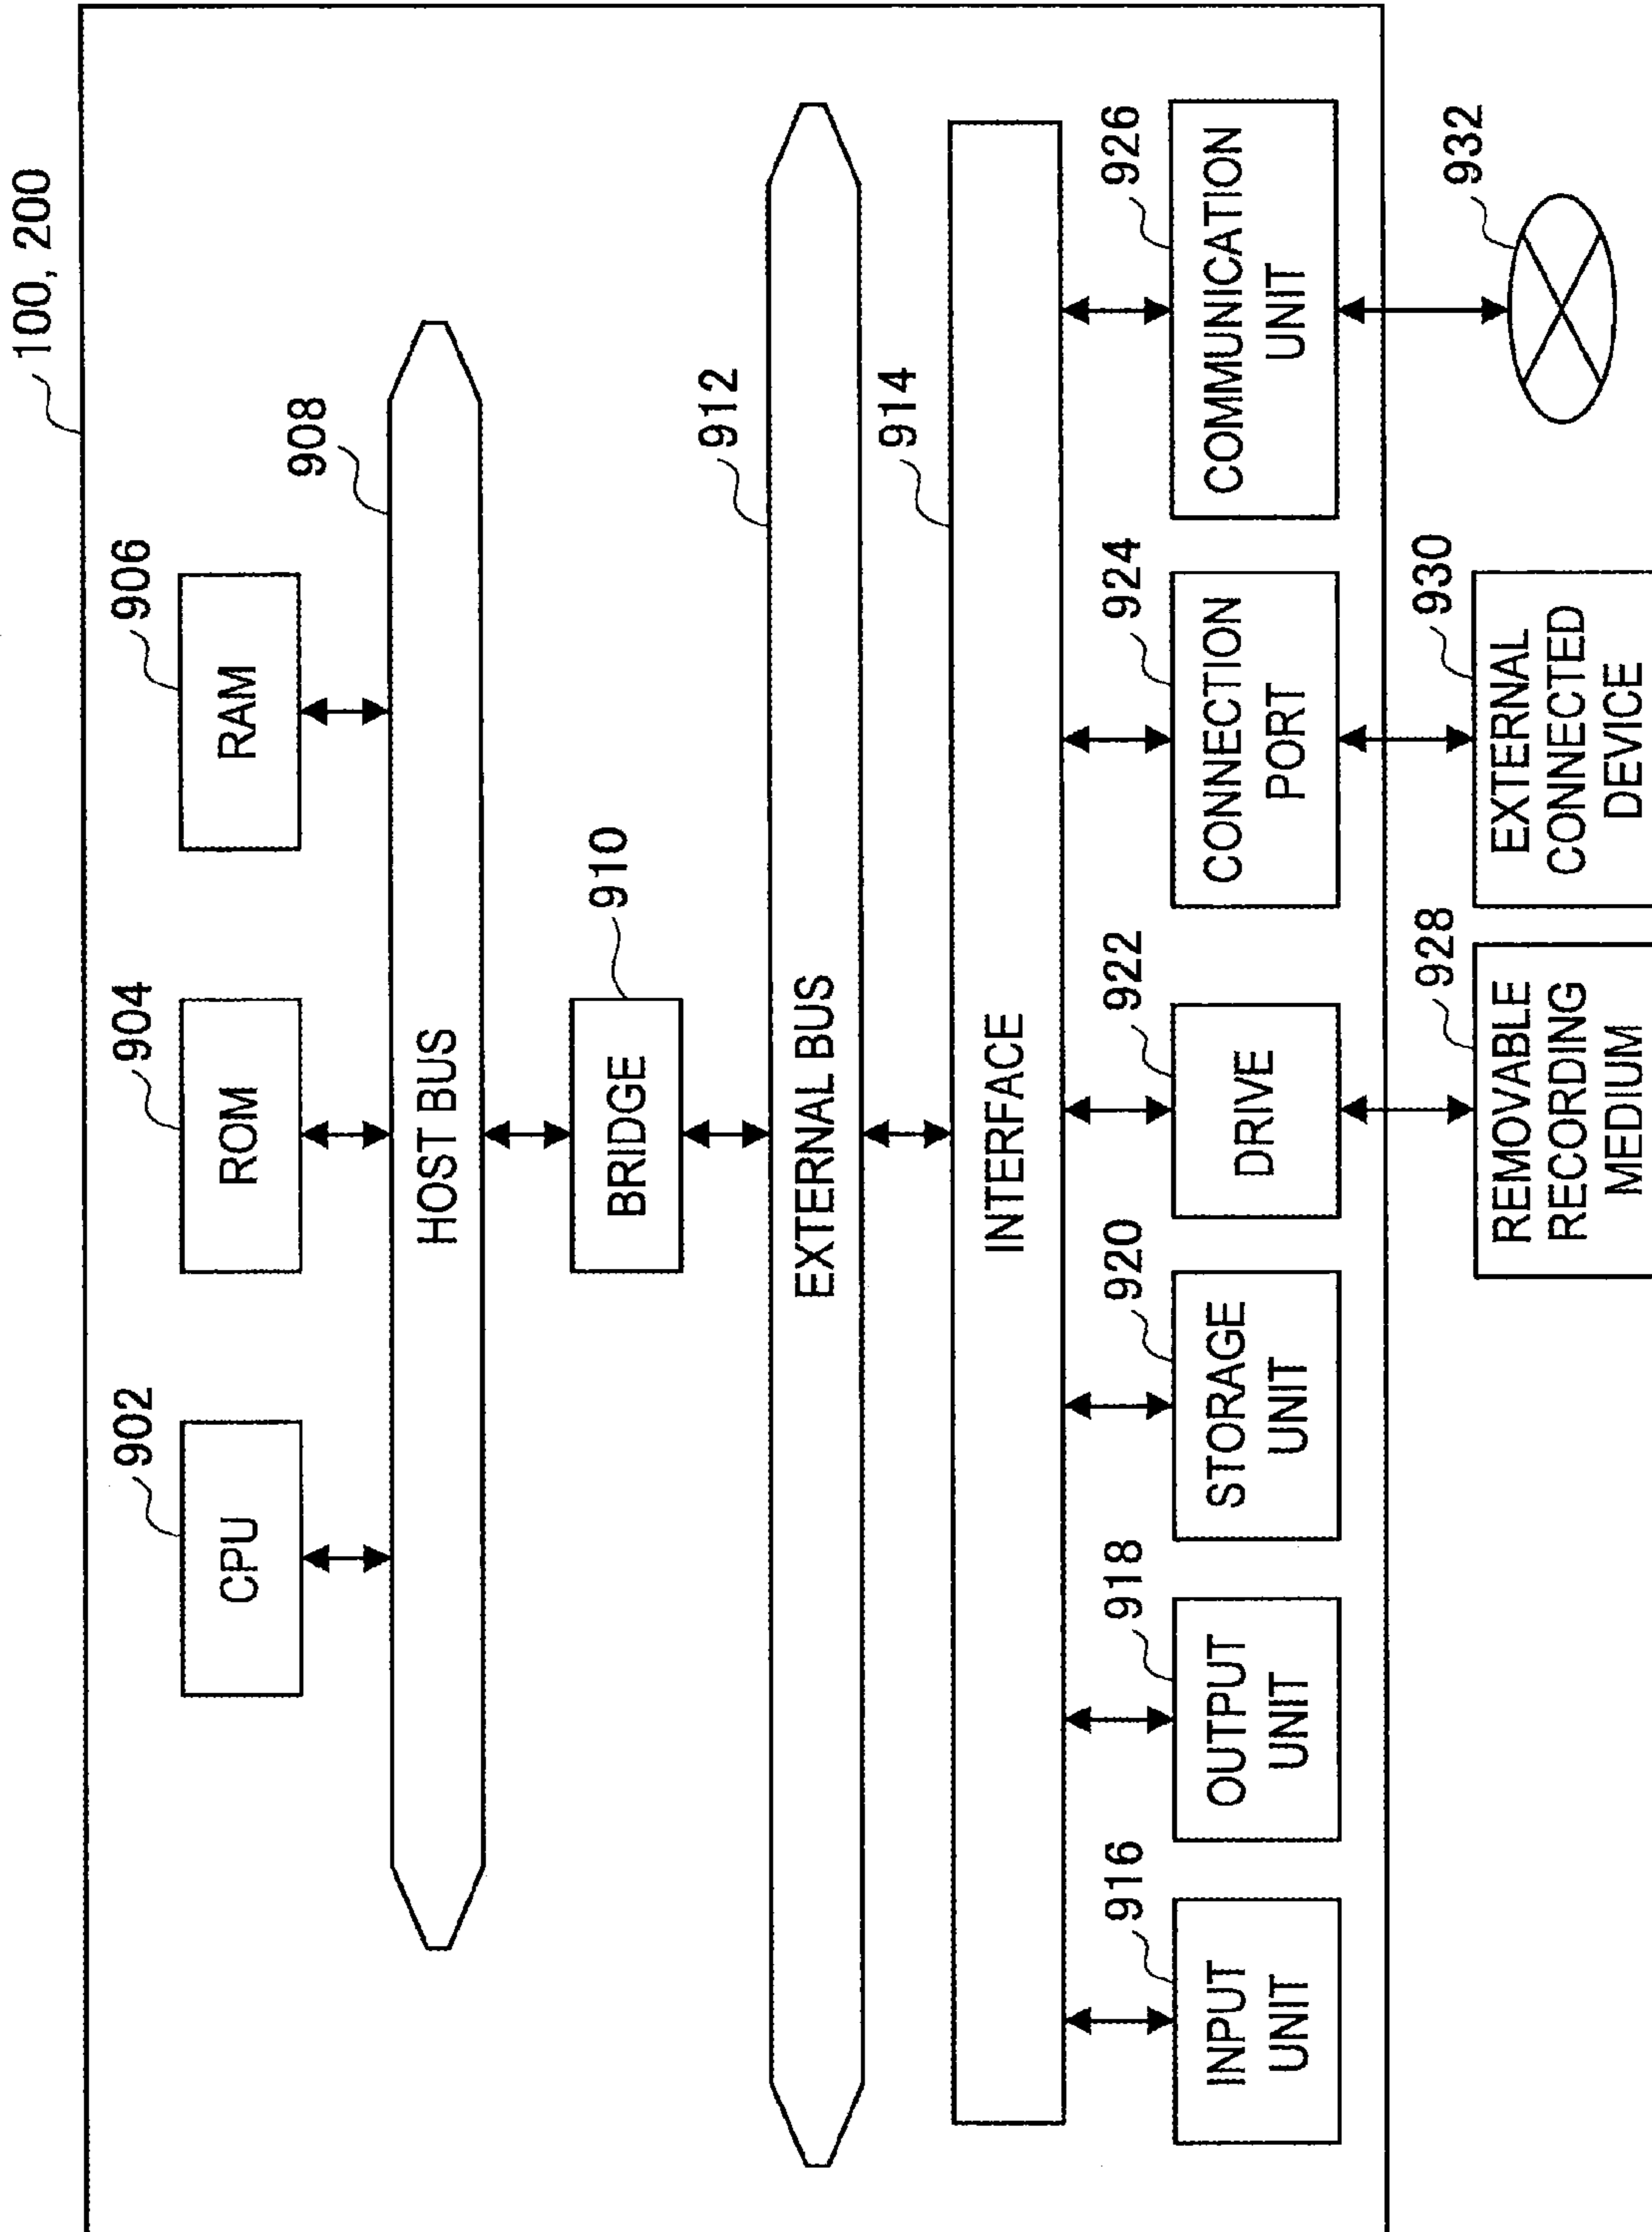 100, 200
902
904
906
CPU
ROM
RAM
908
HOST BUS
910
BRIDGE
912
EXTERNAL BUS
914
INTERFACE
916
918
920
922
924
926
INPUT
UNIT
OUTPUT
UNIT
STORAGE
UNIT
DRIVE
CONNECTION
PORT
COMMUNICATION
UNIT
928
930
932
REMOVABLE
RECORDING
MEDIUM
EXTERNAL
CONNECTED
DEVICE